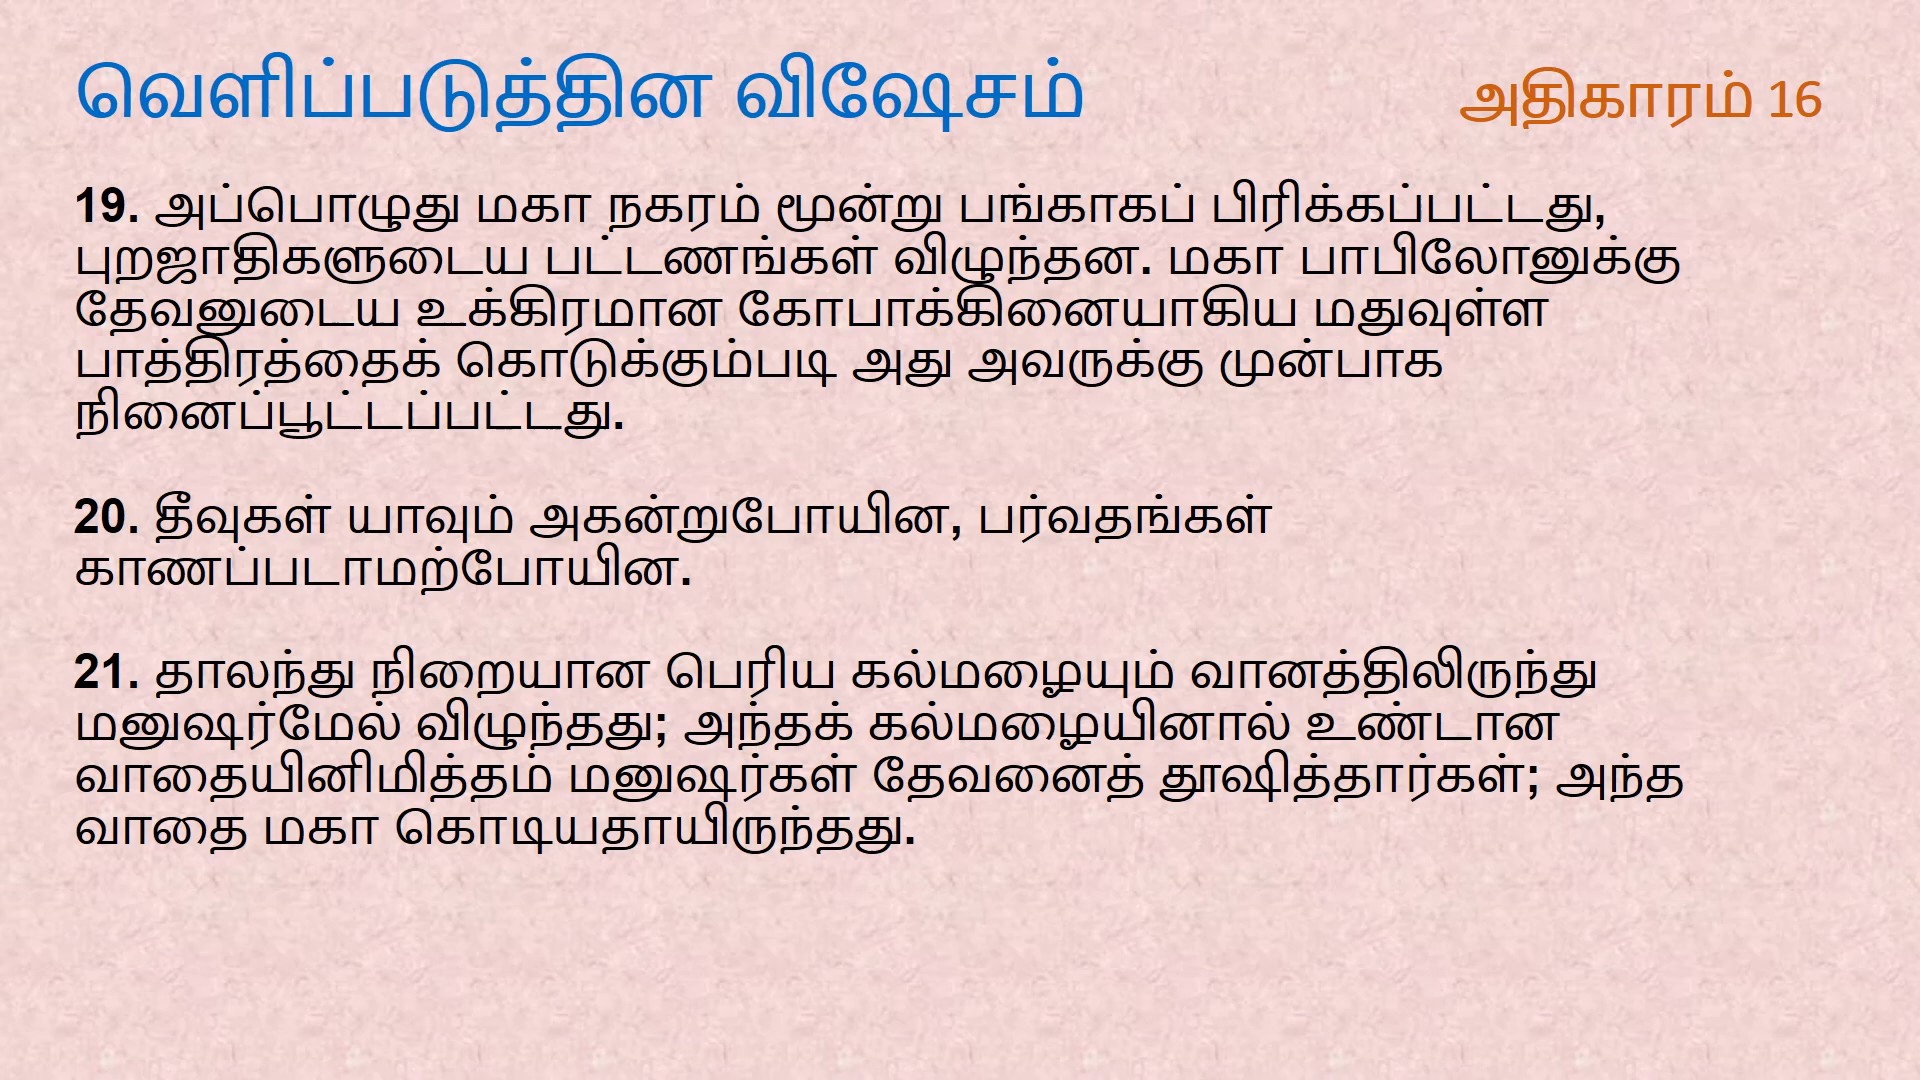 வெளிப்படுத்தின விஷேசம்
அதிகாரம் 16
19. அப்பொழுது மகா நகரம் மூன்று பங்காகப் பிரிக்கப்பட்டது,
புறஜாதிகளுடைய பட்டணங்கள் விழுந்தன. மகா பாபிலோனுக்கு
தேவனுடைய உக்கிரமான கோபாக்கினையாகிய மதுவுள்ள
பாத்திரத்தைக் கொடுக்கும்படி அது அவருக்கு முன்பாக
நினைப்பூட்டப்பட்டது.
20. தீவுகள் யாவும் அகன்றுபோயின, பர்வதங்கள்
காணப்படாமற்போயின.
21. தாலந்து நிறையான பெரிய கல்மழையும் வானத்திலிருந்து
மனுஷர்மேல் விழுந்தது; அந்தக் கல்மழையினால் உண்டான
வாதையினிமித்தம் மனுஷர்கள் தேவனைத் தூஷித்தார்கள்; அந்த
வாதை மகா கொடியதாயிருந்தது.